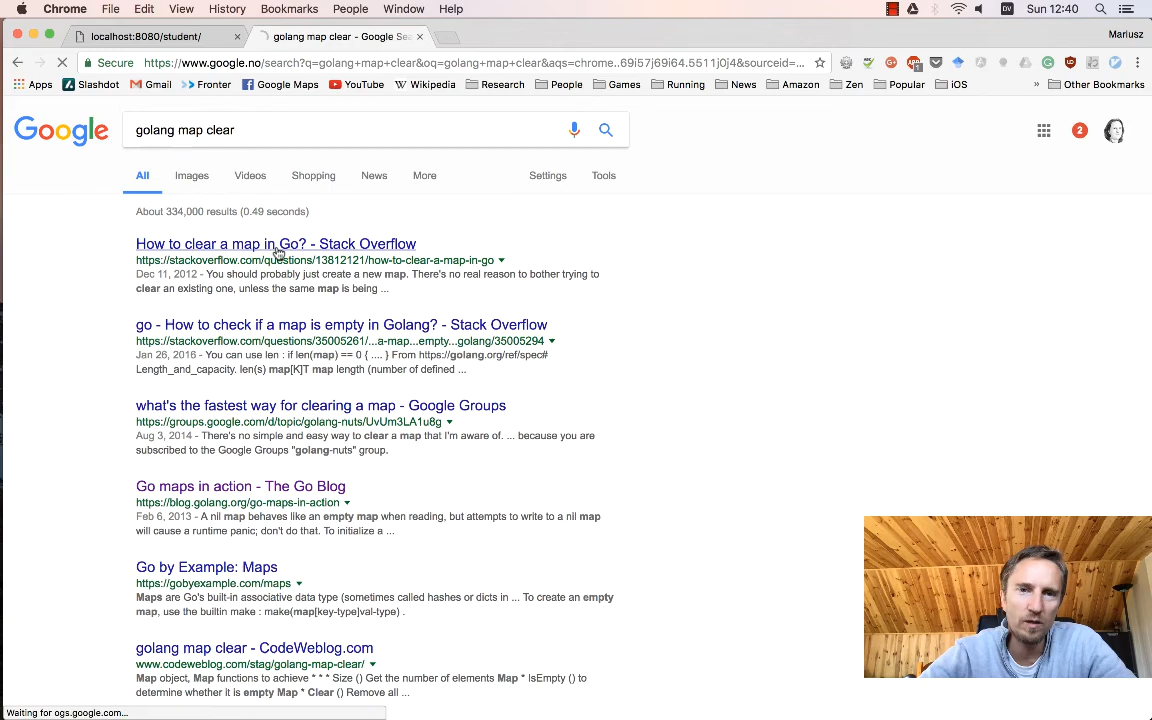 Chrome File Edit View History Bookmarks People Window Help DV Sun 12:40
Mariusz
localhost:8080/student/ golang map clear - Google Sea
Secure https://www.google.no/search?q=golang+map+clear&oq=golang+map+clear&aqs=chrome..69i57j69i64.5511j0j4&sourceid=...
Apps Slashdot Gmail Fronter Google Maps YouTube Wikipedia Research People Games Running News Amazon Zen Popular iOS » Other Bookmarks
Google golang map clear 2
All Images Videos Shopping News More Settings Tools
About 334,000 results (0.49 seconds)
How to clear a map in Go? - Stack Overflow
https://stackoverflow.com/questions/13812121/how-to-clear-a-map-in-go
Dec 11, 2012 - You should probably just create a new map. There's no real reason to bother trying to
clear an existing one, unless the same map is being ...
go - How to check if a map is empty in Golang? - Stack Overflow
https://stackoverflow.com/questions/35005261/...a-map...empty...golang/35005294
Jan 26, 2016 - You can use len : if len(map) == 0 { .... } From https://golang.org/ref/spec#
Length_and_capacity. len(s) map[K]T map length (number of defined ...
what's the fastest way for clearing a map - Google Groups
https://groups.google.com/d/topic/golang-nuts/UvUm3LA1u8g
Aug 3, 2014 - There's no simple and easy way to clear a map that I'm aware of. ... because you are
subscribed to the Google Groups "golang-nuts" group.
Go maps in action - The Go Blog
https://blog.golang.org/go-maps-in-action
Feb 6, 2013 - A nil map behaves like an empty map when reading, but attempts to write to a nil map
will cause a runtime panic; don't do that. To initialize a ...
Go by Example: Maps
https://gobyexample.com/maps
Maps are Go's built-in associative data type (sometimes called hashes or dicts in ... To create an empty
map, use the builtin make : make(map[key-type]val-type) .
golang map clear - CodeWeblog.com
www.codeweblog.com/stag/golang-map-clear/
Map object, Map functions to achieve * * * Size () Get the number of elements Map * IsEmpty () to
determine whether it is empty Map * Clear () Remove all ...
Waiting for ogs.google.com...